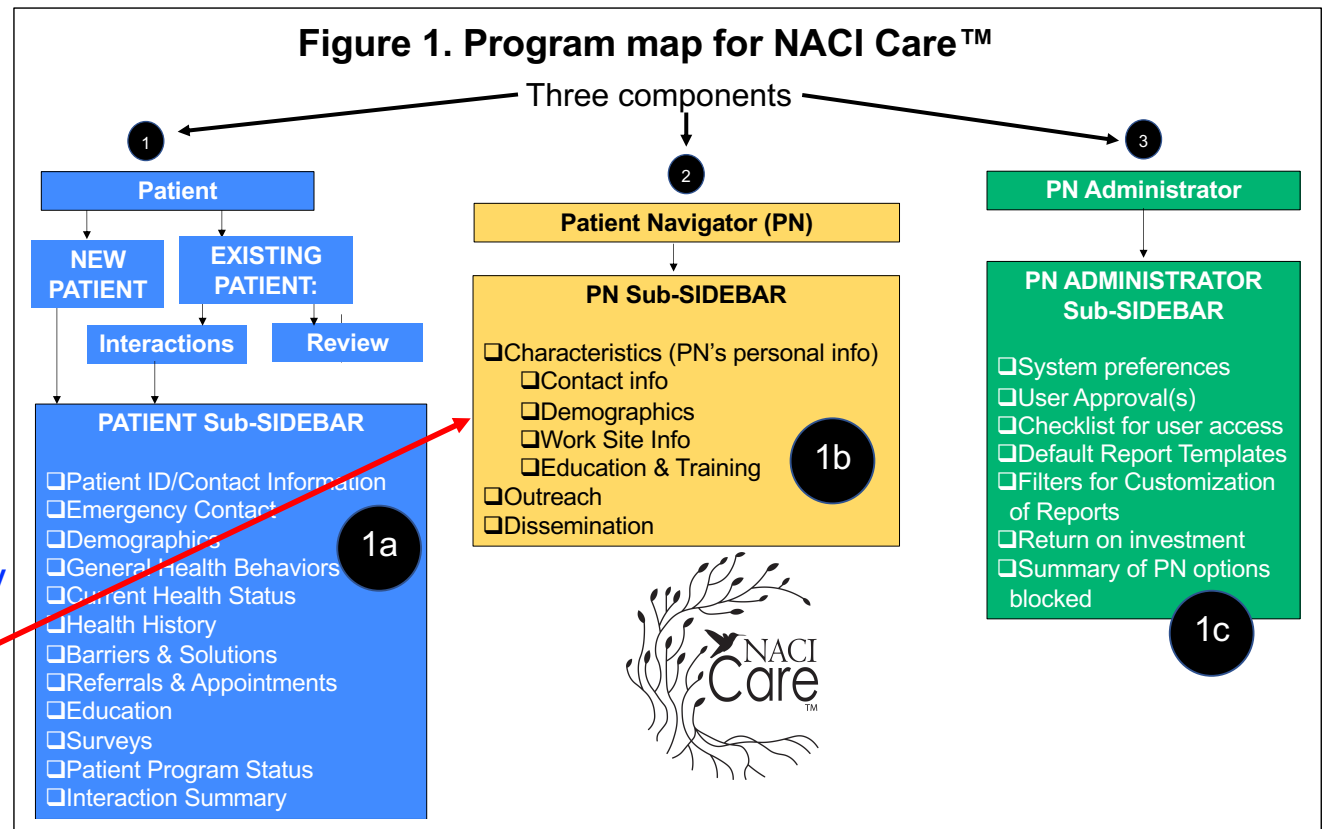 Figure 1. Program map for NACI Care™
Three components
1
2
3
Patient
NEW
PATIENT
EXISTING
PATIENT:
Interactions
Review
PATIENT Sub-SIDEBAR
❑Patient ID/Contact Information
❑Emergency Contact
❑Demographics
❑General Health Behaviors
❑Current Health Status
❑Health History
❑Barriers & Solutions
❑Referrals & Appointments
❑Education
❑Surveys
❑Patient Program Status
❑Interaction Summary
1a
Patient Navigator (PN)
PN Sub-SIDEBAR
❑Characteristics (PN's personal info)
❑Contact info
❑Demographics
❑Work Site Info
❑Education & Training
❑Outreach
❑Dissemination
1b
NACI
Care
TM
PN Administrator
PN ADMINISTRATOR
Sub-SIDEBAR
❑System preferences
❑User Approval(s)
❑Checklist for user access
❑Default Report Templates
❑Filters for Customization
of Reports
❑Return on investment
❑Summary of PN options
blocked
1c